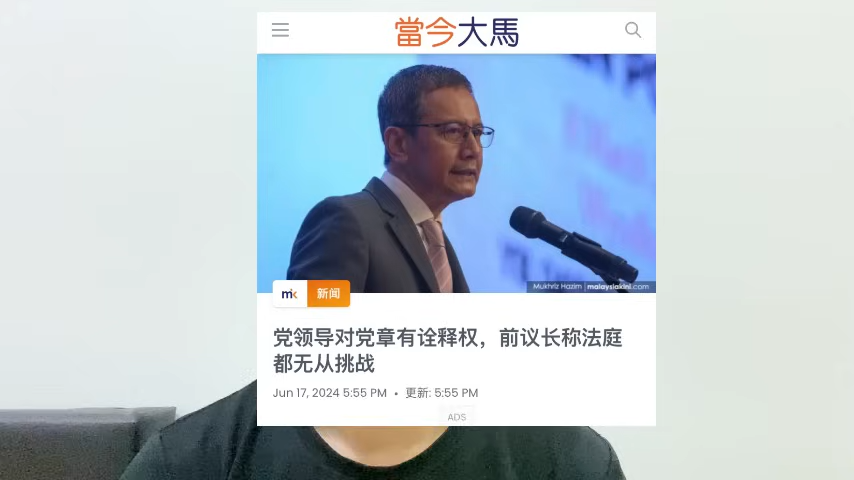 當今大馬
Mukhriz Hazim | malaysiakini.com
mk 新闻
党领导对党章有诠释权，前议长称法庭
都无从挑战
Jun 17, 2024 5:55 PM • 更新: 5:55 PM
ADS